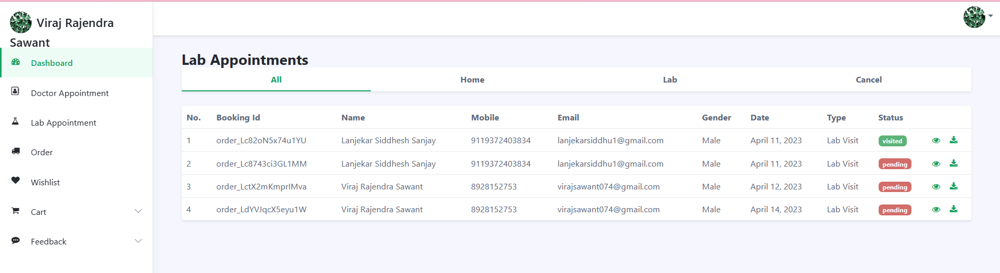 Viraj Rajendra
Sawant
Dashboard
Doctor Appointment
Lab Appointment
Order
Wishlist
Cart
Feedback
Lab Appointments
All Home Lab Cancel
No. Booking Id Name Mobile Email Gender Date Type Status
1 order_Lc82oN5x74u1YU Lanjekar Siddhesh Sanjay 9119372403834 lanjekarsiddhu1@gmail.com Male April 11, 2023 Lab Visit visited
2 order_Lc8743ci3GL1MM Lanjekar Siddhesh Sanjay 9119372403834 lanjekarsiddhu1@gmail.com Male April 11, 2023 Lab Visit pending
3 order_LctX2mKmprIMva Viraj Rajendra Sawant 8928152753 virajsawant074@gmail.com Male April 12, 2023 Lab Visit pending
4 order_LdYVJqcX5eyu1W Viraj Rajendra Sawant 8928152753 virajsawant074@gmail.com Male April 14, 2023 Lab Visit pending